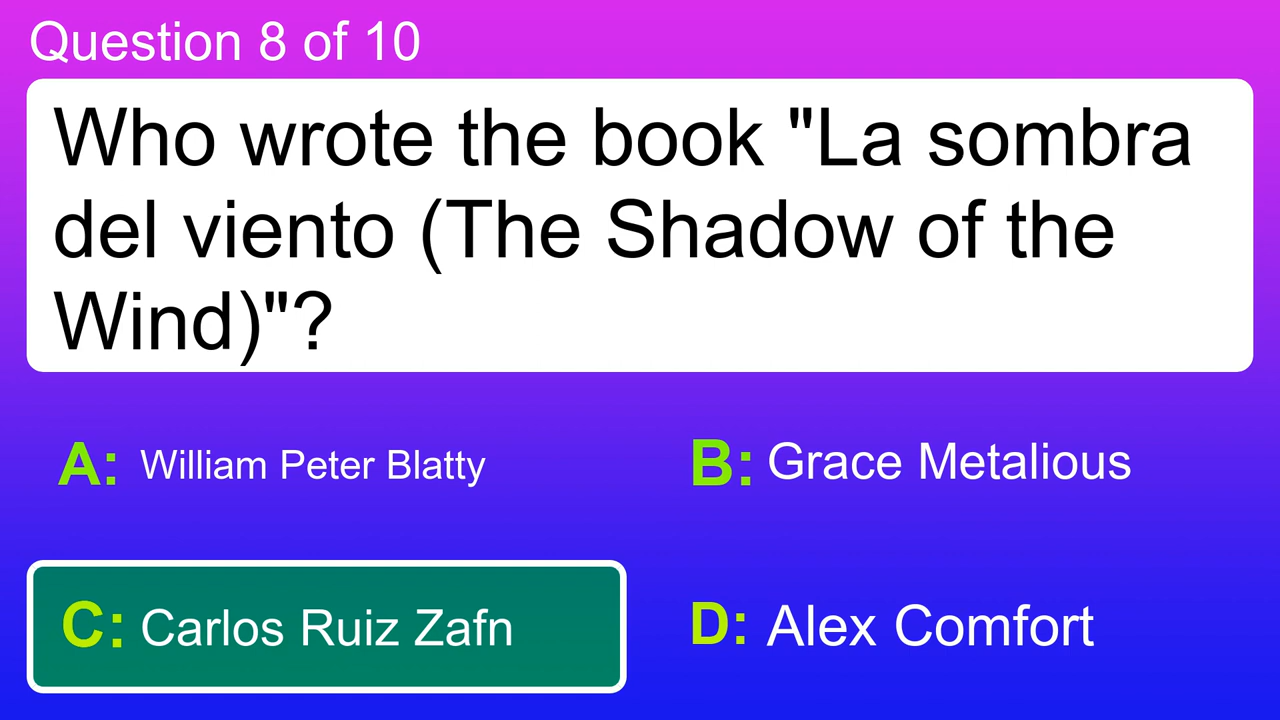 Question 8 of 10
Who wrote the book "La sombra
del viento (The Shadow of the
Wind)"?
A: William Peter Blatty
B: Grace Metalious
C: Carlos Ruiz Zafn
D: Alex Comfort